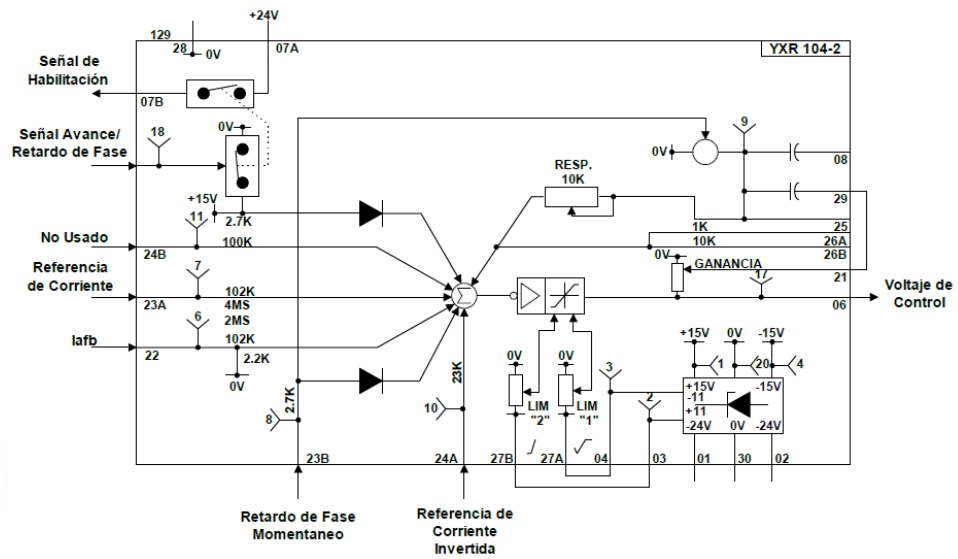 +24V
129
28
0V
07A
YXR 104-2
Señal de
Habilitación
07B
Señal Avance/
Retardo de Fase
18
0V
9
0V
08
RESP.
10K
29
+15V
11
2.7K
No Usado
24B
100K
1K
25
10K
26A
26B
0V
GANANCIA
21
17
Referencia
de Corriente
7
23A
102K
4MS
2MS
Σ
06
Voltaje de
Control
6
Iafb
22
102K
2.2K
0V
2.7K
8
23K
10
0V
0V
LIM
"2"
LIM
"1"
3
2
+15V
0V
-15V
1
20
4
+15V
-15V
-11
+11
-24V
0V
-24V
23B
24A
27B
27A
04
03
01
30
02
Retardo de Fase
Momentaneo
Referencia de
Corriente
Invertida